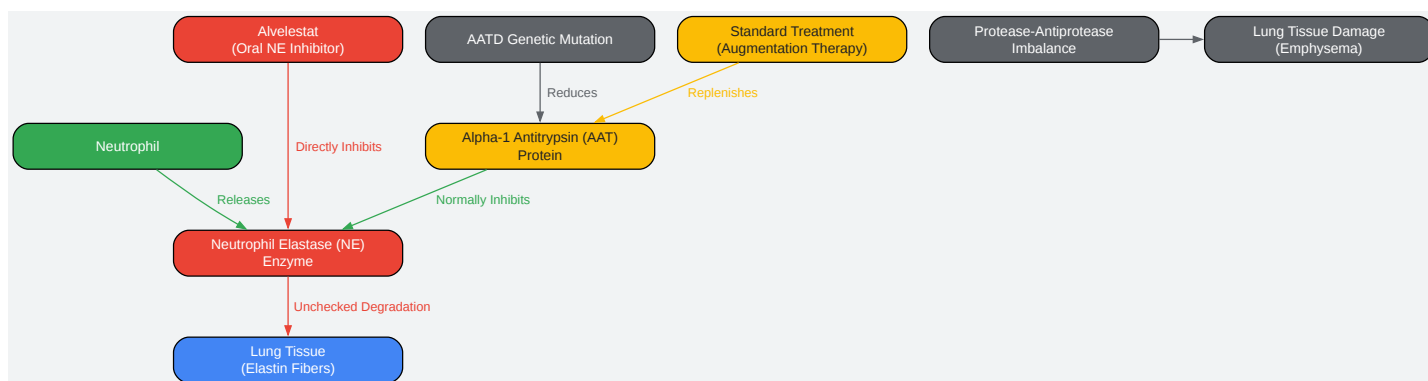 Alvelestat
(Oral NE Inhibitor)
AATD Genetic Mutation
Standard Treatment
(Augmentation Therapy)
Protease-Antiprotease
Imbalance
Lung Tissue Damage
(Emphysema)
Reduces
Replenishes
Neutrophil
Directly Inhibits
Alpha-1 Antitrypsin (AAT)
Protein
Releases
Normally Inhibits
Neutrophil Elastase (NE)
Enzyme
Unchecked Degradation
Lung Tissue
(Elastin Fibers)